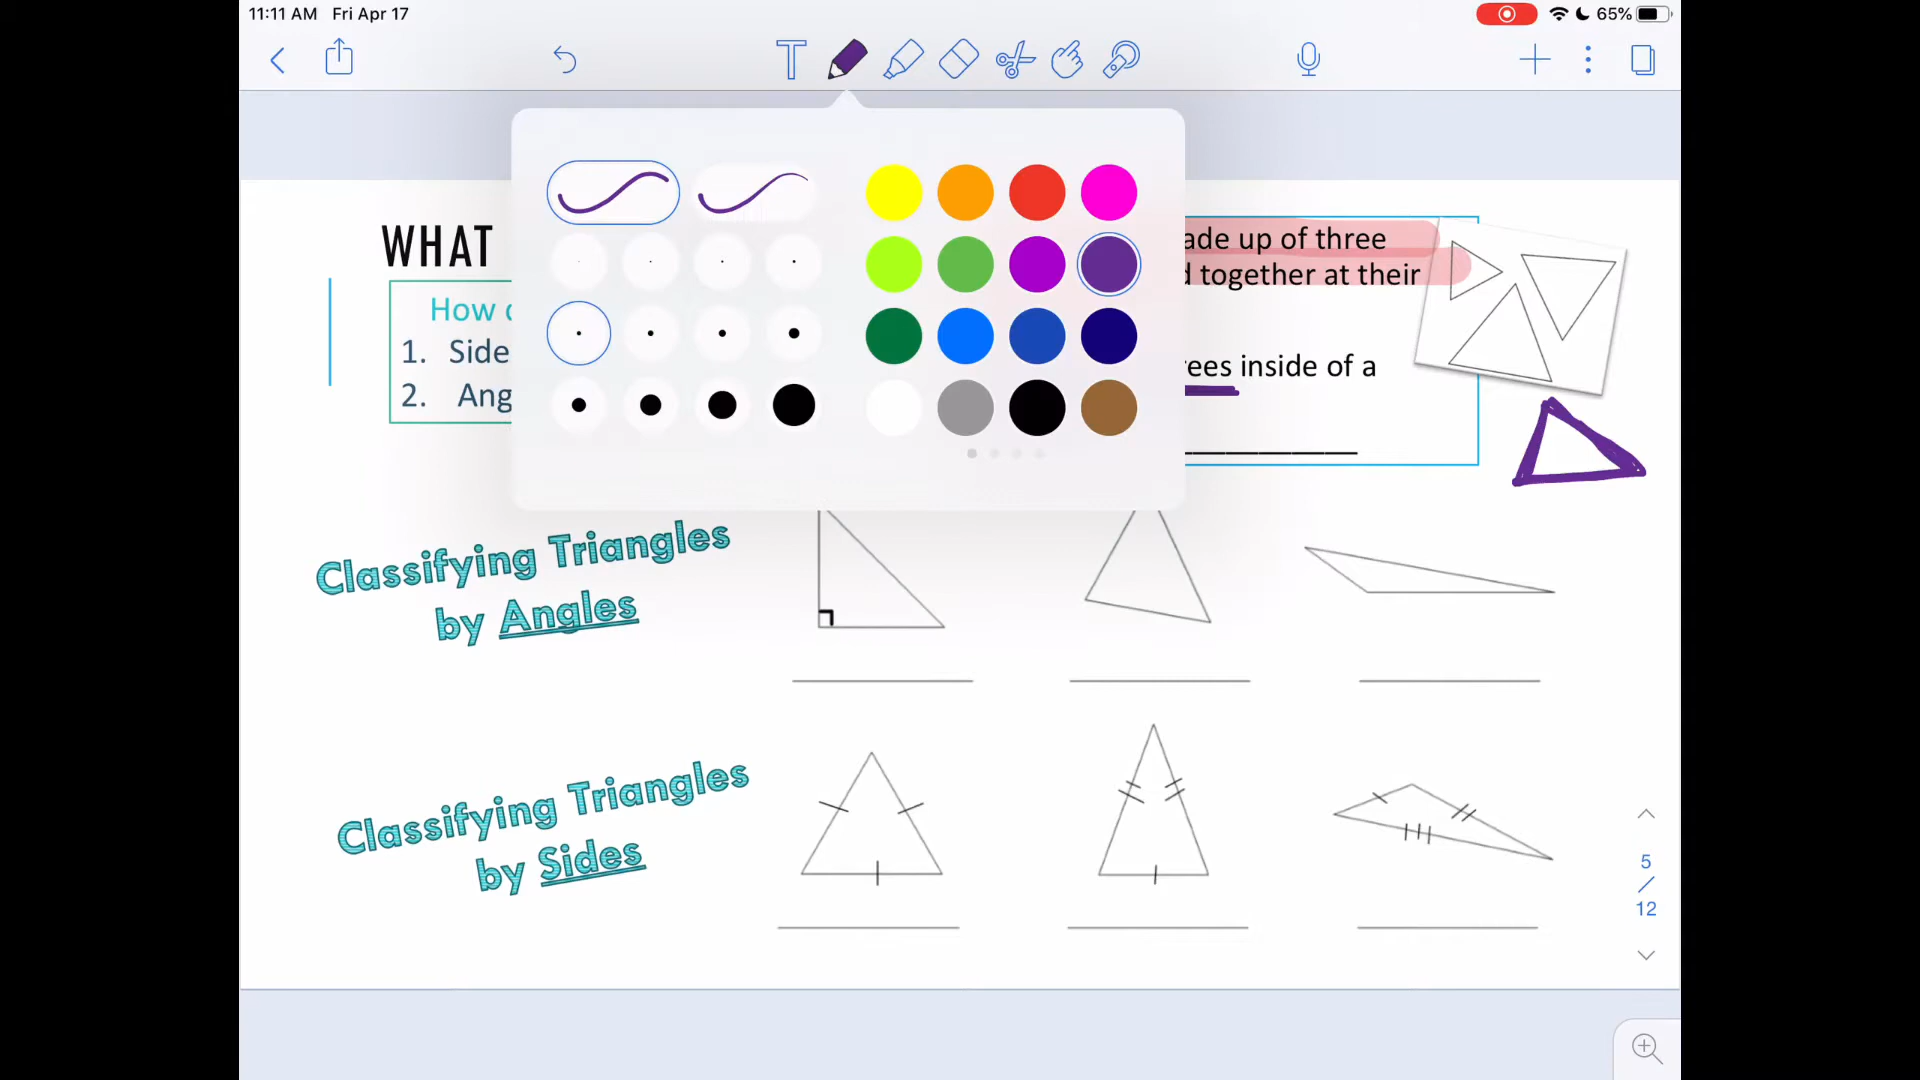 11:11 AM Fri Apr 17
65%
WHAT
ade up of three
together at their
How
1. Side
2. Ang
rees inside of a
Classifying Triangles
by Angles
Classifying Triangles
by Sides
5
/
12